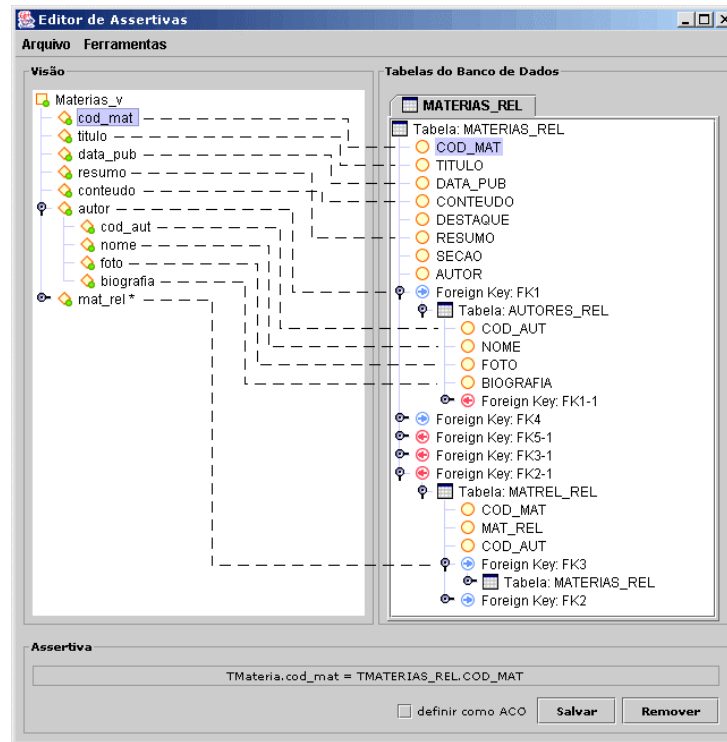 Editor de Assertivas
Arquivo Ferramentas
Visão
Materias_v
cod_mat
titulo
data_pub
resumo
conteudo
autor
cod_aut
nome
foto
biografia
mat_rel *
Tabelas do Banco de Dados
MATERIAS_REL
Tabela: MATERIAS_REL
COD_MAT
TITULO
DATA_PUB
CONTEUDO
DESTAQUE
RESUMO
SECAO
AUTOR
Foreign Key: FK1
Tabela: AUTORES_REL
COD_AUT
NOME
FOTO
BIOGRAFIA
Foreign Key: FK1-1
Foreign Key: FK4
Foreign Key: FK5-1
Foreign Key: FK3-1
Foreign Key: FK2-1
Tabela: MATREL_REL
COD_MAT
MAT_REL
COD_AUT
Foreign Key: FK3
Tabela: MATERIAS_REL
Foreign Key: FK2
Assertiva
TMateria.cod_mat = TMATERIAS_REL.COD_MAT
definir como ACO Salvar Remover